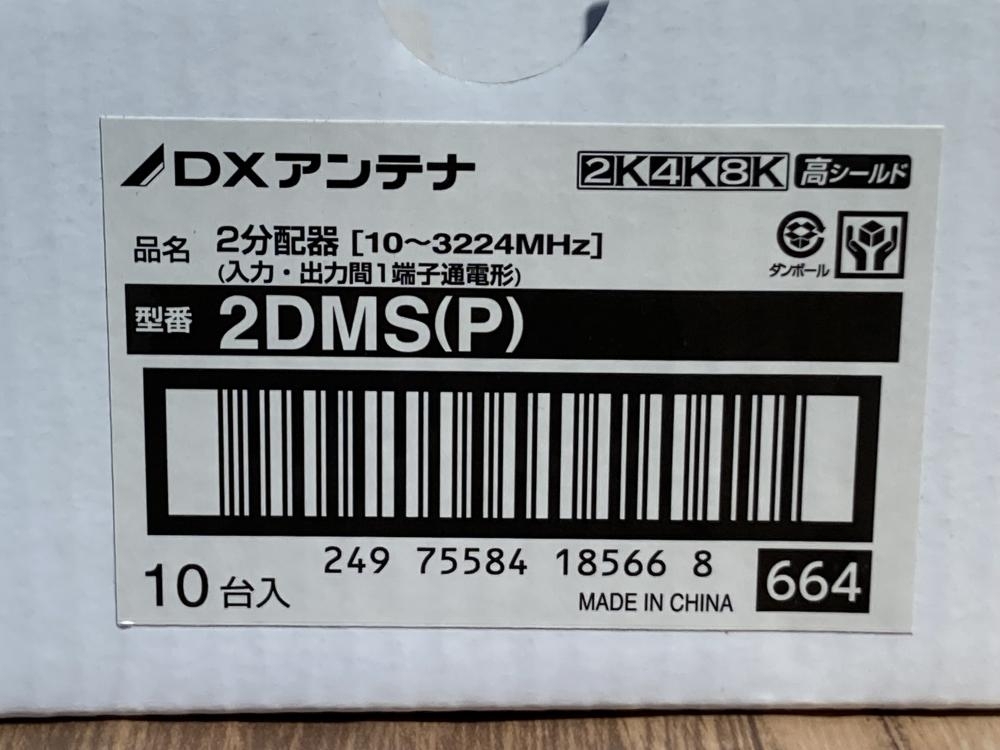 DXアンテナ
2K4K8K 高シールド
品名 2分配器 [10～3224MHz]
(入力・出力間1端子通電形)
ダンボール
型番 2DMS(P)
249 75584 18566 8
10台入
MADE IN CHINA
664